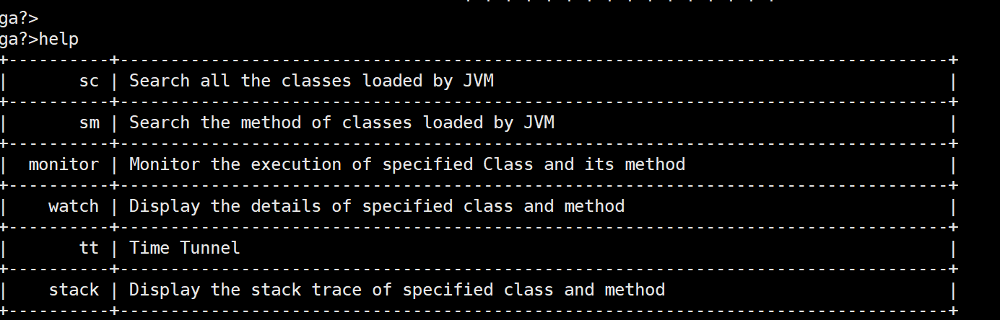 ga?>
ga?>help
+----------+----------------------------------------------------------------------------------+
| sc | Search all the classes loaded by JVM |
+----------+----------------------------------------------------------------------------------+
| sm | Search the method of classes loaded by JVM |
+----------+----------------------------------------------------------------------------------+
| monitor | Monitor the execution of specified Class and its method |
+----------+----------------------------------------------------------------------------------+
| watch | Display the details of specified class and method |
+----------+----------------------------------------------------------------------------------+
| tt | Time Tunnel |
+----------+----------------------------------------------------------------------------------+
| stack | Display the stack trace of specified class and method |
+----------+----------------------------------------------------------------------------------+